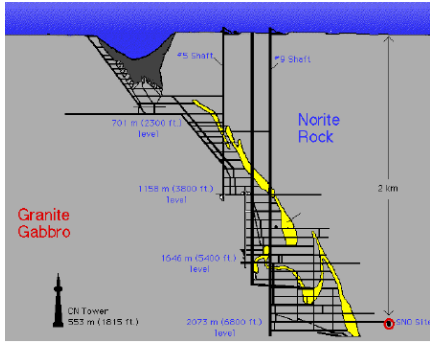 #5 Shaft
#9 Shaft
701 m (2300 ft.)
level
Norite
Rock
1158 m (3800 ft.)
level
2 km
Granite
Gabbro
1646 m (5400 ft.)
level
CN Tower
553 m (1815 ft.)
2073 m (6800 ft.)
level
SNO Site